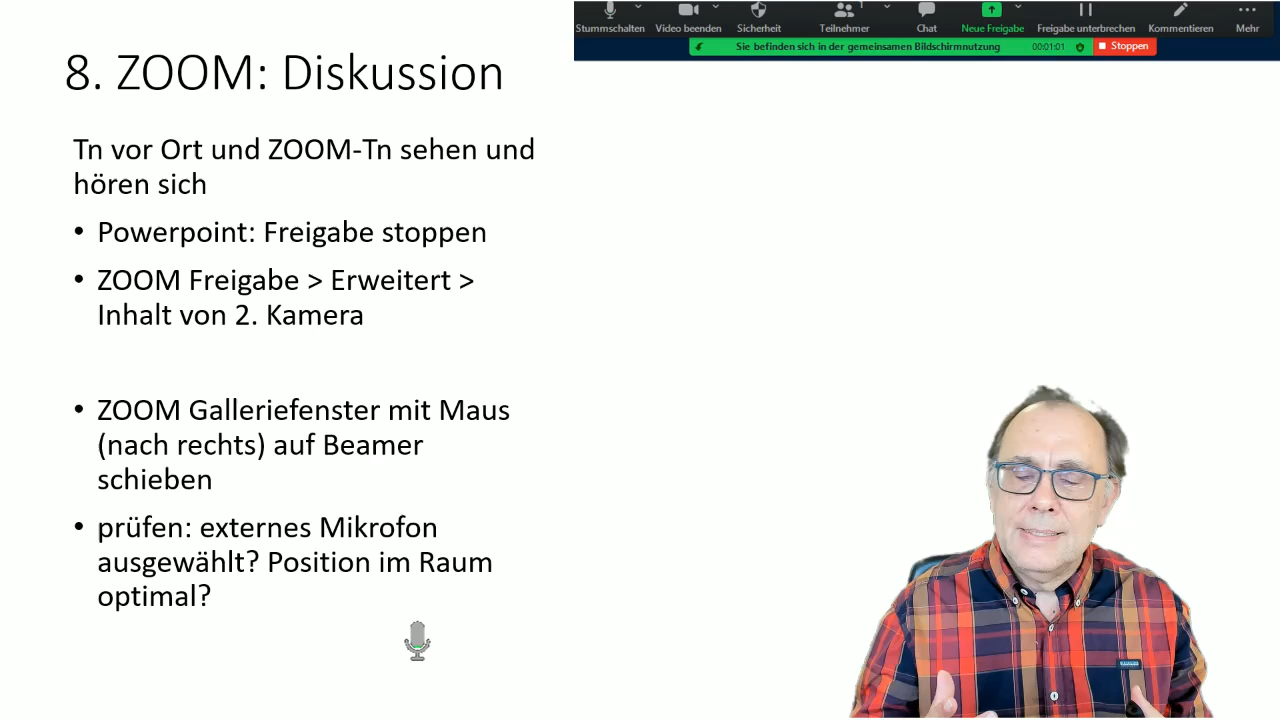 8. ZOOM: Diskussion
Tn vor Ort und ZOOM-Tn sehen und
hören sich
• Powerpoint: Freigabe stoppen
• ZOOM Freigabe > Erweitert >
Inhalt von 2. Kamera
• ZOOM Galleriefenster mit Maus
(nach rechts) auf Beamer
schieben
• prüfen: externes Mikrofon
ausgewählt? Position im Raum
optimal?
1
Stummschalten Video beenden Sicherheit Teilnehmer Chat Neue Freigabe Freigabe unterbrechen Kommentieren Mehr
Sie befinden sich in der gemeinsamen Bildschirmnutzung 00:01:01 Stoppen